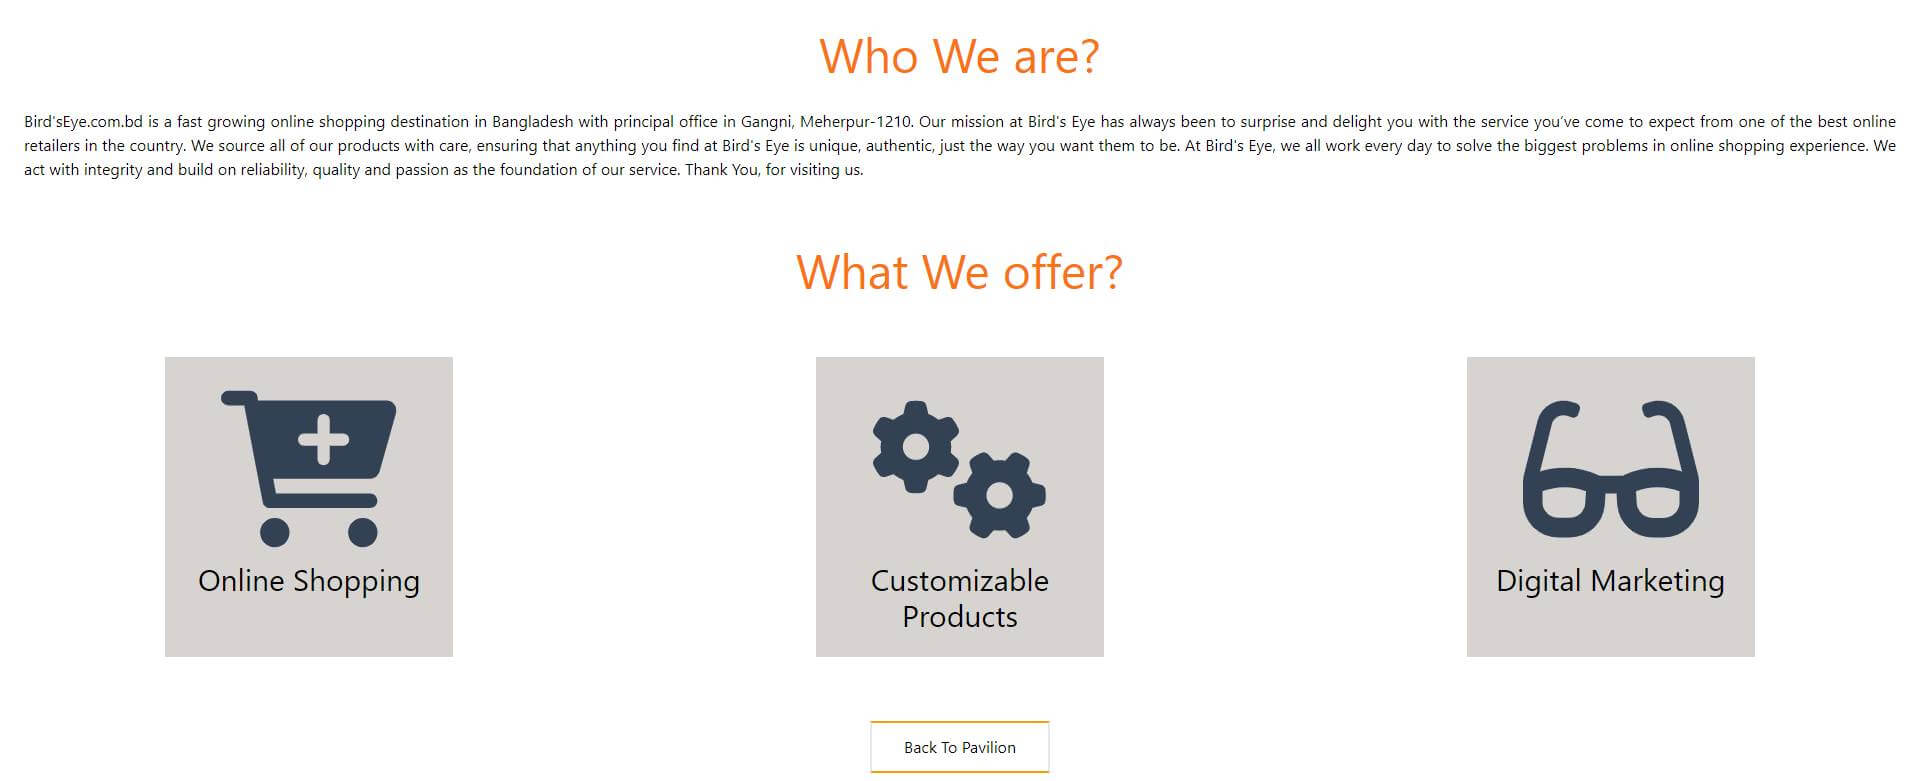 Who We are?
Bird'sEye.com.bd is a fast growing online shopping destination in Bangladesh with principal office in Gangni, Meherpur-1210. Our mission at Bird's Eye has always been to surprise and delight you with the service you've come to expect from one of the best online
retailers in the country. We source all of our products with care, ensuring that anything you find at Bird's Eye is unique, authentic, just the way you want them to be. At Bird's Eye, we all work every day to solve the biggest problems in online shopping experience. We
act with integrity and build on reliability, quality and passion as the foundation of our service. Thank You, for visiting us.
What We offer?
Online Shopping
Customizable
Products
Digital Marketing
Back To Pavilion